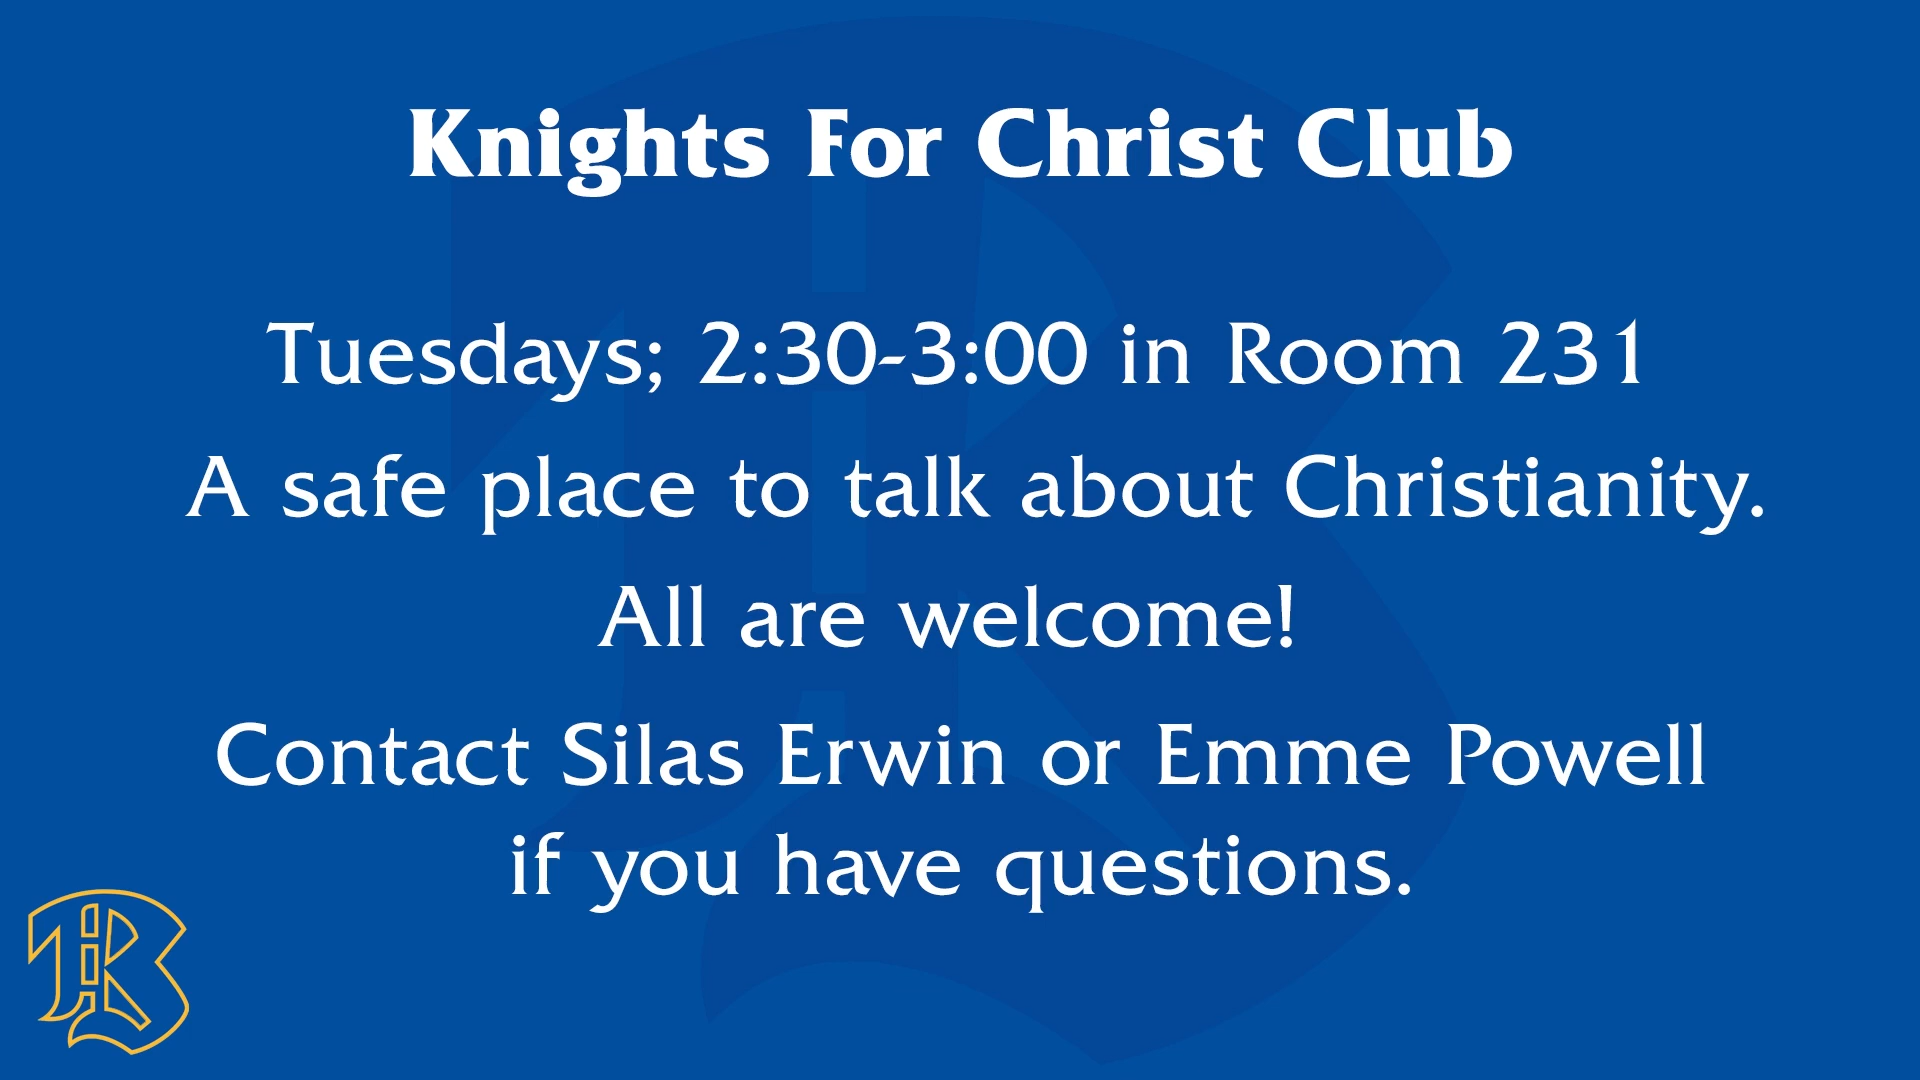 Knights For Christ Club
Tuesdays; 2:30-3:00 in Room 231
A safe place to talk about Christianity.
All are welcome!
Contact Silas Erwin or Emme Powell
if you have questions.
B